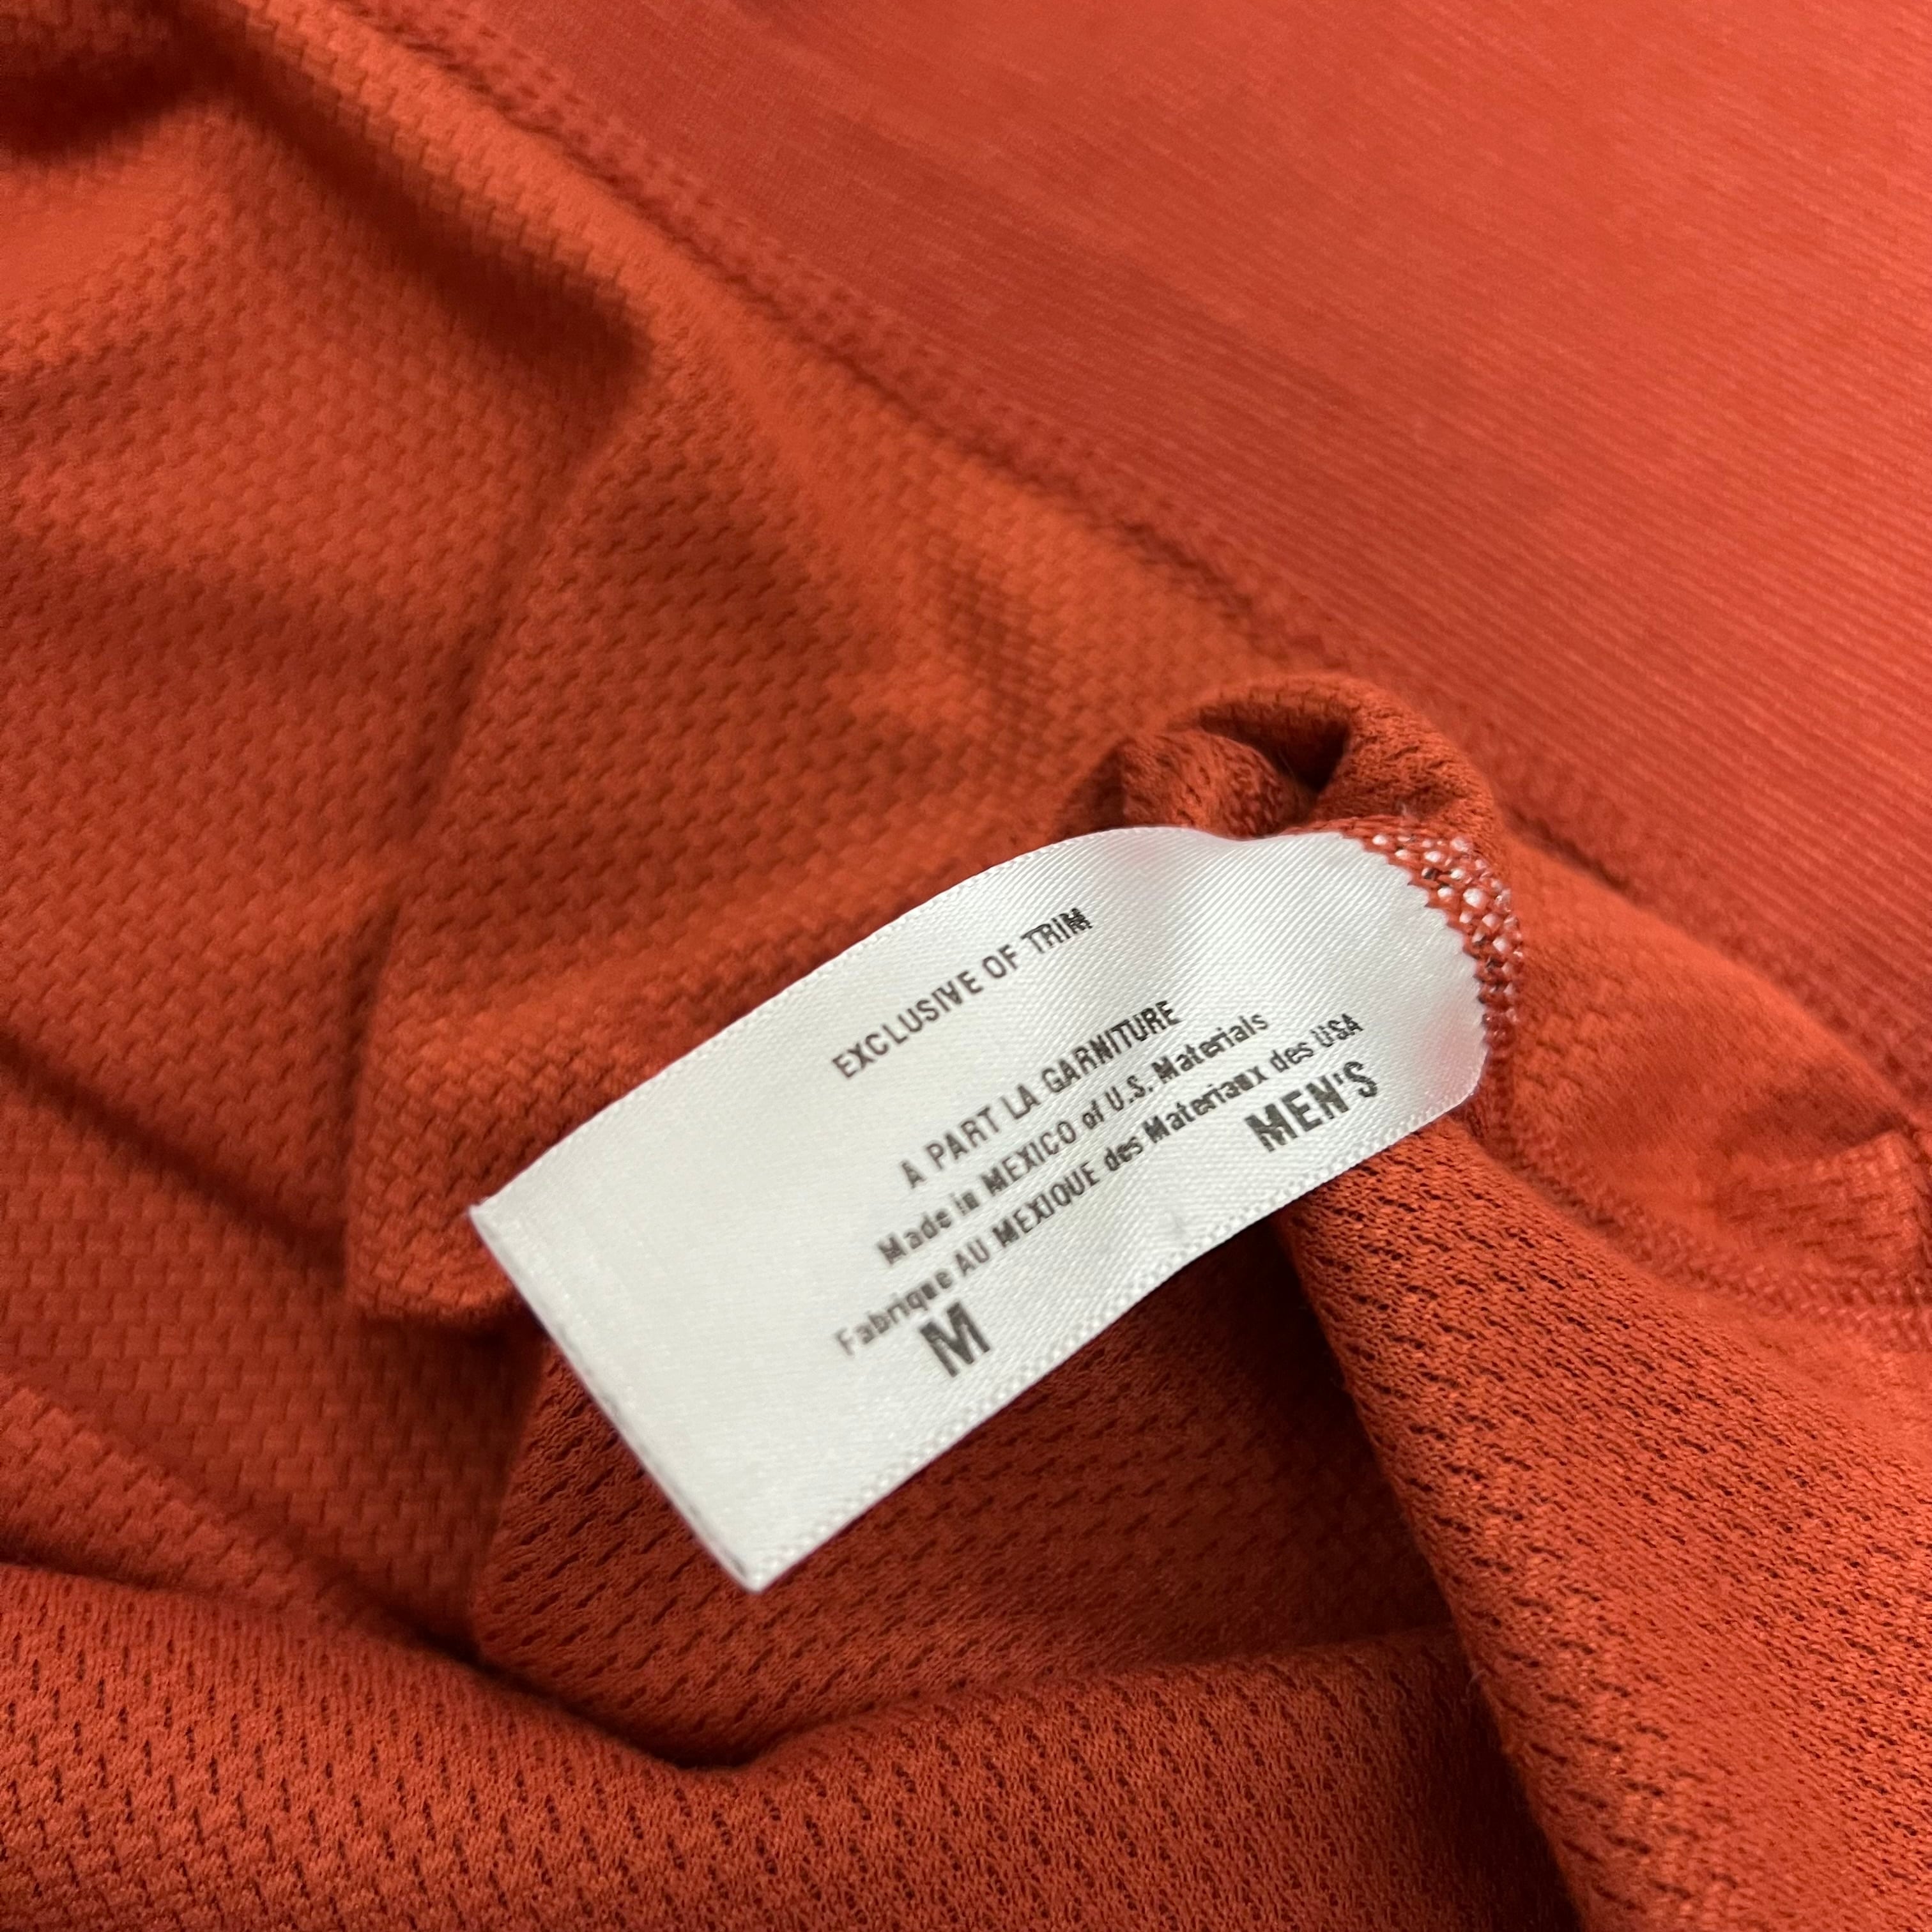 EXCLUSIVE OF TRIM
A PART LA GARNITURE
Made in MEXICO of U.S. Materials
Fabrique AU MEXIQUE des Materiaux des USA
M MEN'S